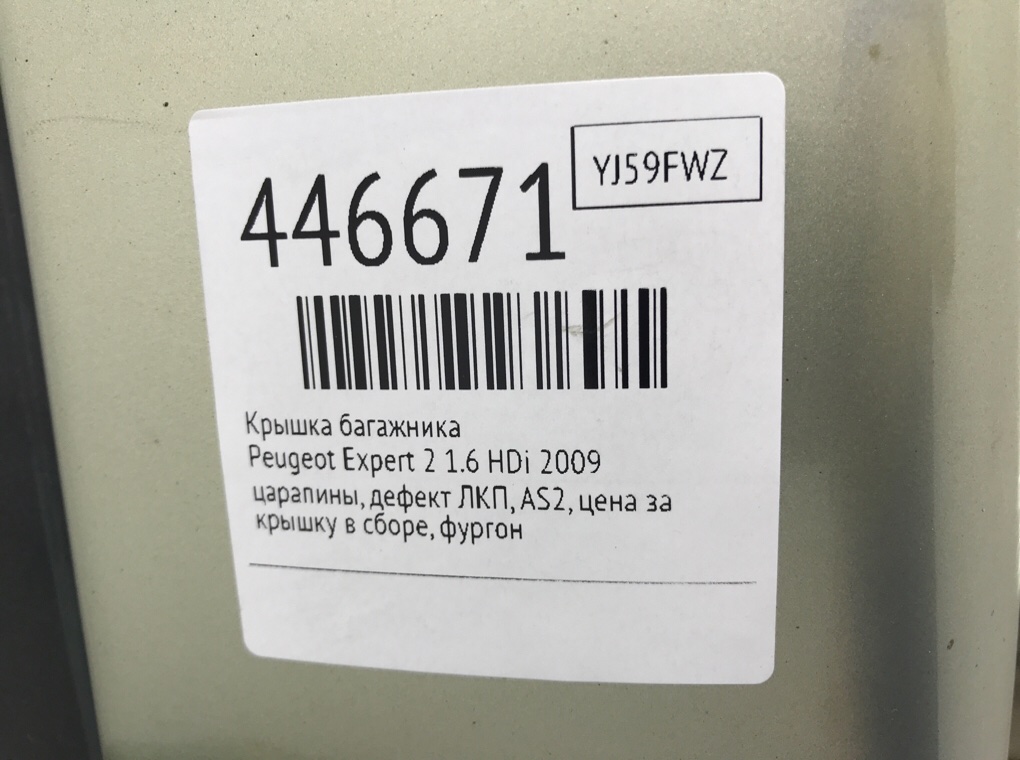 YJ59FWZ
446671
Крышка багажника
Peugeot Expert 2 1.6 HDi 2009
царапины, дефект ЛКП, AS2, цена за
крышку в сборе, фургон